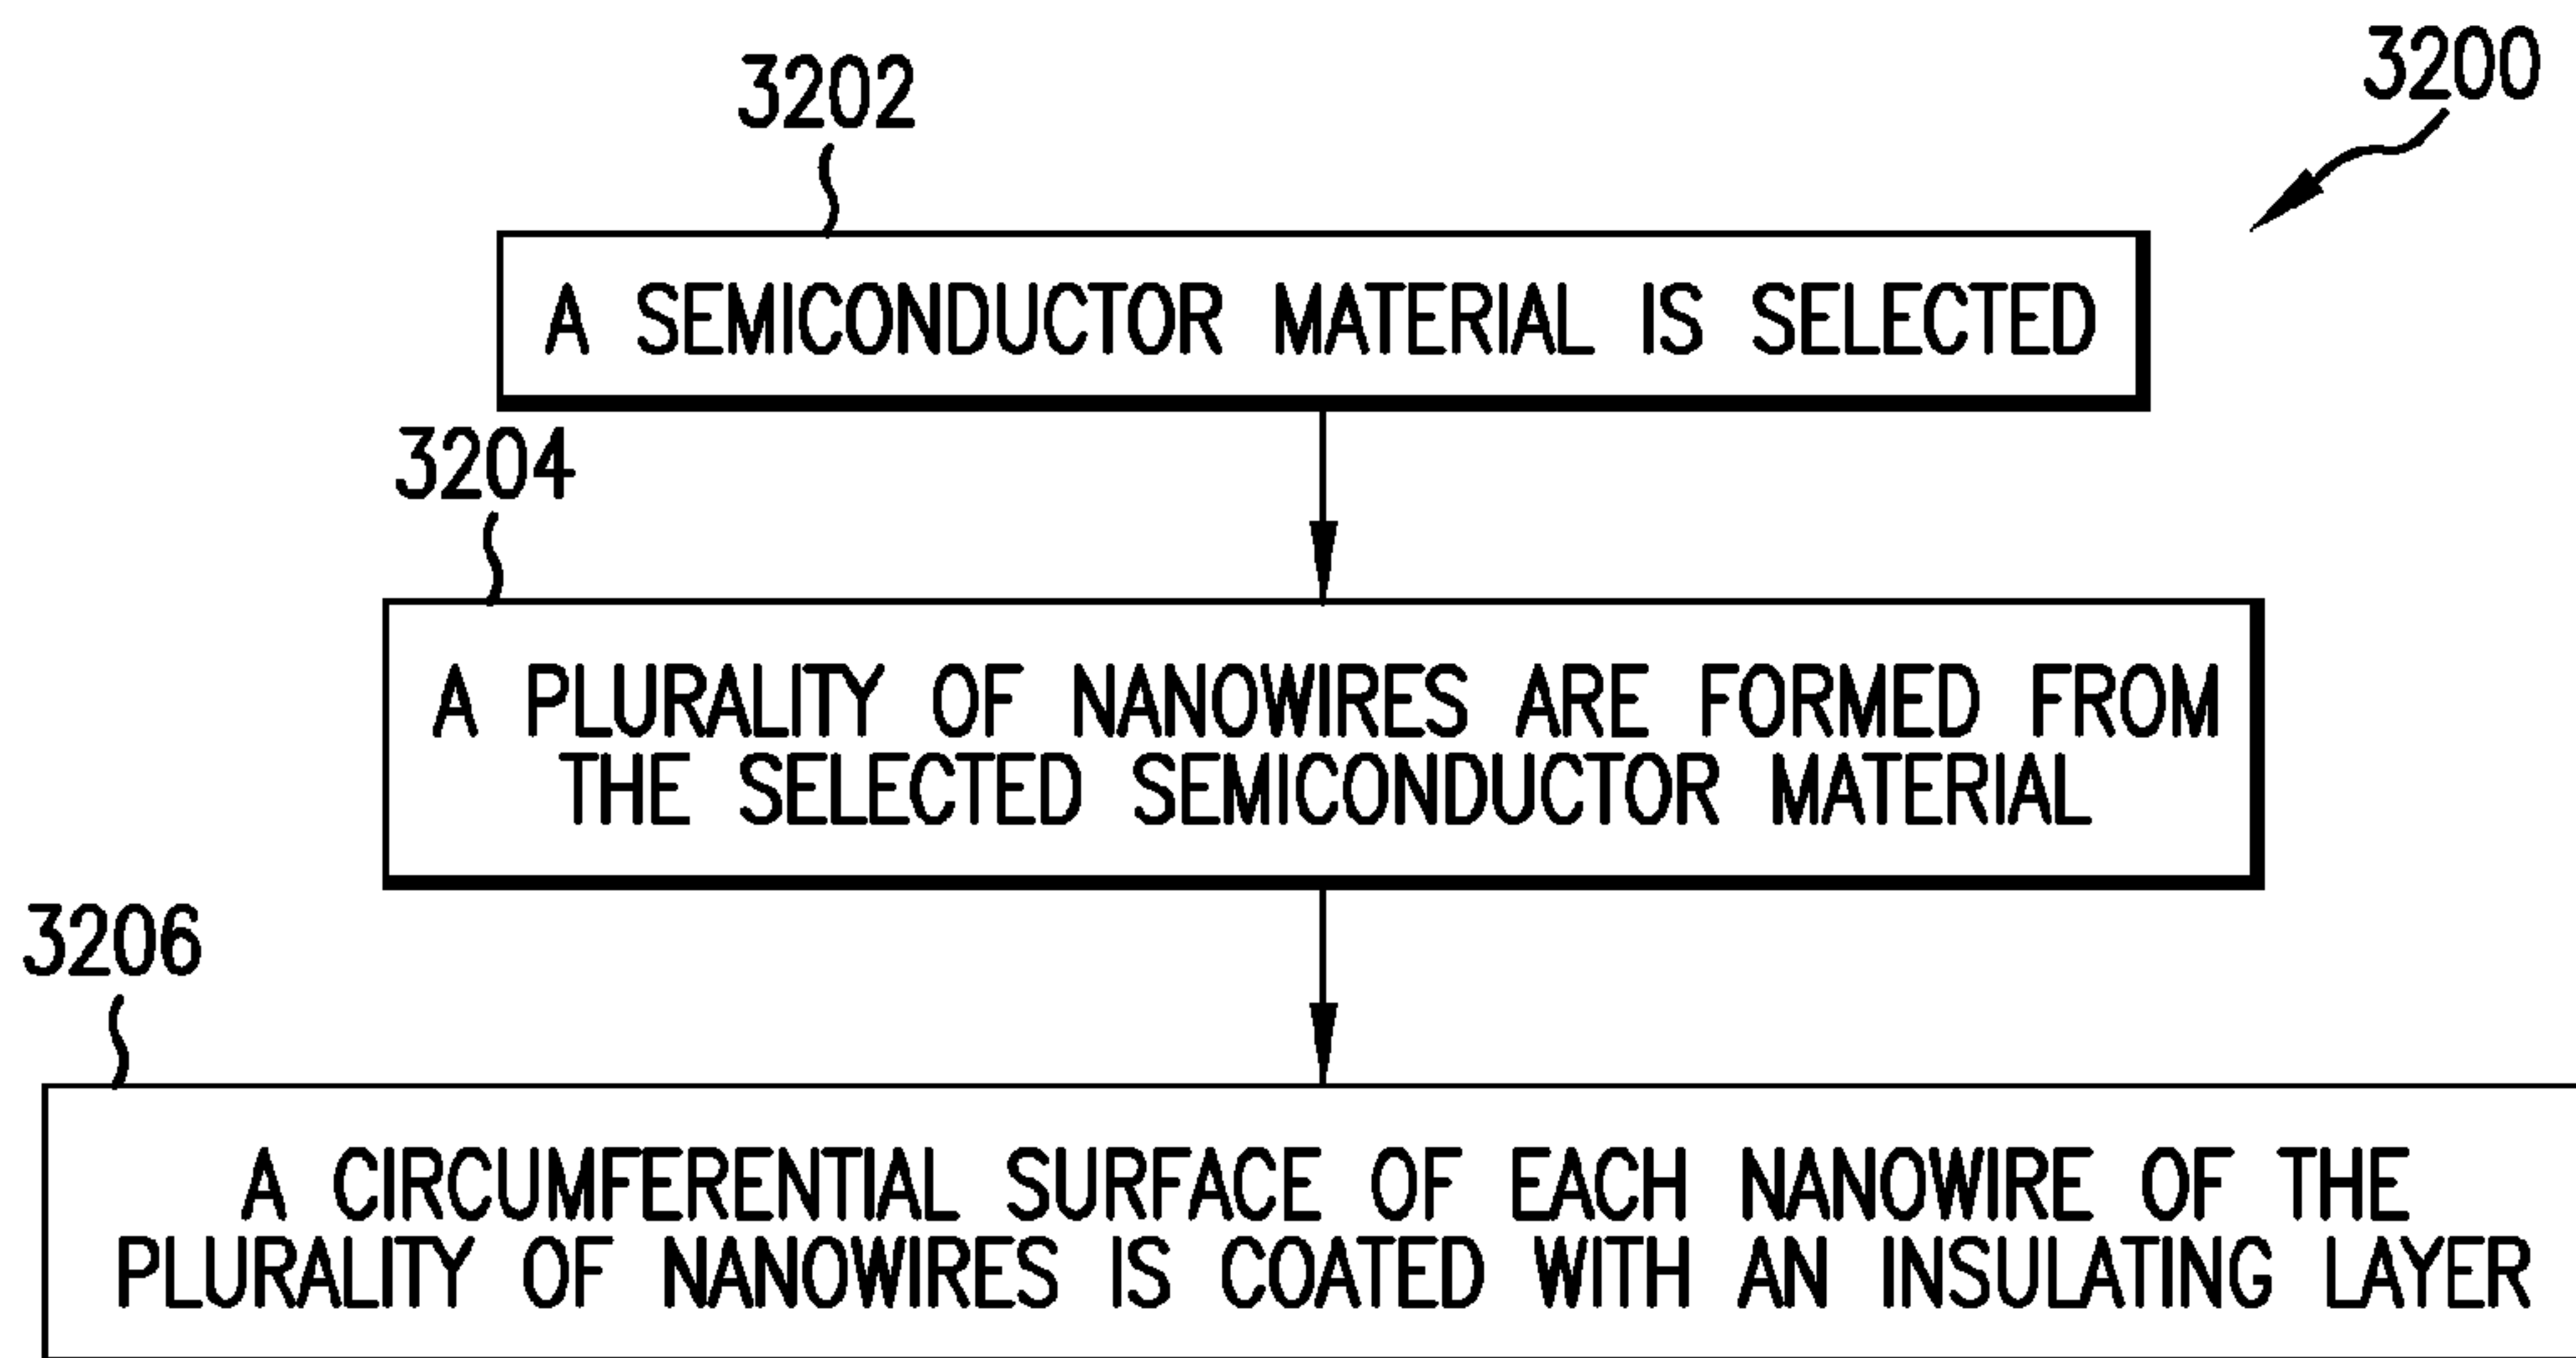 3200
3202
A SEMICONDUCTOR MATERIAL IS SELECTED
3204
A PLURALITY OF NANOWIRES ARE FORMED FROM
THE SELECTED SEMICONDUCTOR MATERIAL
3206
A CIRCUMFERENTIAL SURFACE OF EACH NANOWIRE OF THE
PLURALITY OF NANOWIRES IS COATED WITH AN INSULATING LAYER